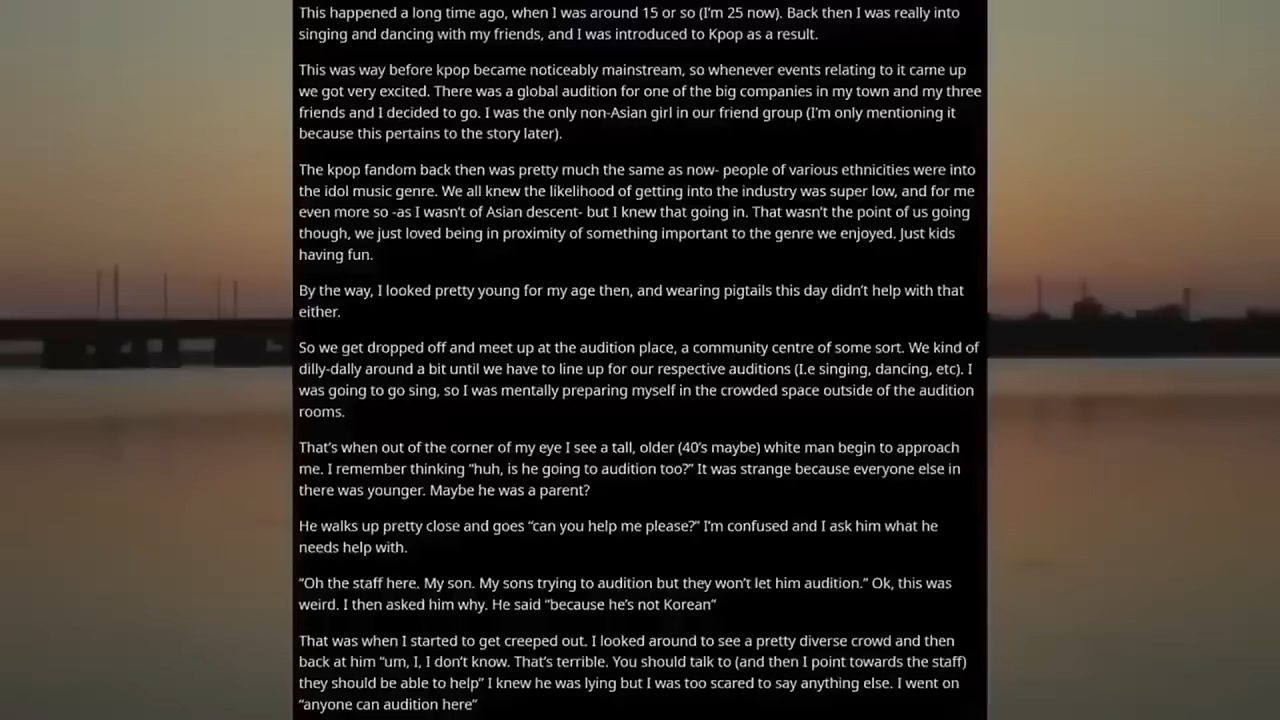 This happened a long time ago, when I was around 15 or so (I'm 25 now). Back then I was really into
singing and dancing with my friends, and I was introduced to Kpop as a result.
This was way before kpop became noticeably mainstream, so whenever events relating to it came up
we got very excited. There was a global audition for one of the big companies in my town and my three
friends and I decided to go. I was the only non-Asian girl in our friend group (I'm only mentioning it
because this pertains to the story later).
The kpop fandom back then was pretty much the same as now- people of various ethnicities were into
the idol music genre. We all knew the likelihood of getting into the industry was super low, and for me
even more so -as I wasn't of Asian descent- but I knew that going in. That wasn't the point of us going
though, we just loved being in proximity of something important to the genre we enjoyed. Just kids
having fun.
By the way, I looked pretty young for my age then, and wearing pigtails this day didn't help with that
either.
So we get dropped off and meet up at the audition place, a community centre of some sort. We kind of
dilly-dally around a bit until we have to line up for our respective auditions (I.e singing, dancing, etc). I
was going to go sing, so I was mentally preparing myself in the crowded space outside of the audition
rooms.
That's when out of the corner of my eye I see a tall, older (40's maybe) white man begin to approach
me. I remember thinking “huh, is he going to audition too?” It was strange because everyone else in
there was younger. Maybe he was a parent?
He walks up pretty close and goes “can you help me please?” I'm confused and I ask him what he
needs help with.
“Oh the staff here. My son. My sons trying to audition but they won't let him audition.” Ok, this was
weird. I then asked him why. He said “because he's not Korean“
That was when I started to get creeped out. I looked around to see a pretty diverse crowd and then
back at him “um, I, I don't know. That's terrible. You should talk to (and then I point towards the staff)
they should be able to help” I knew he was lying but I was too scared to say anything else. I went on
“anyone can audition here“